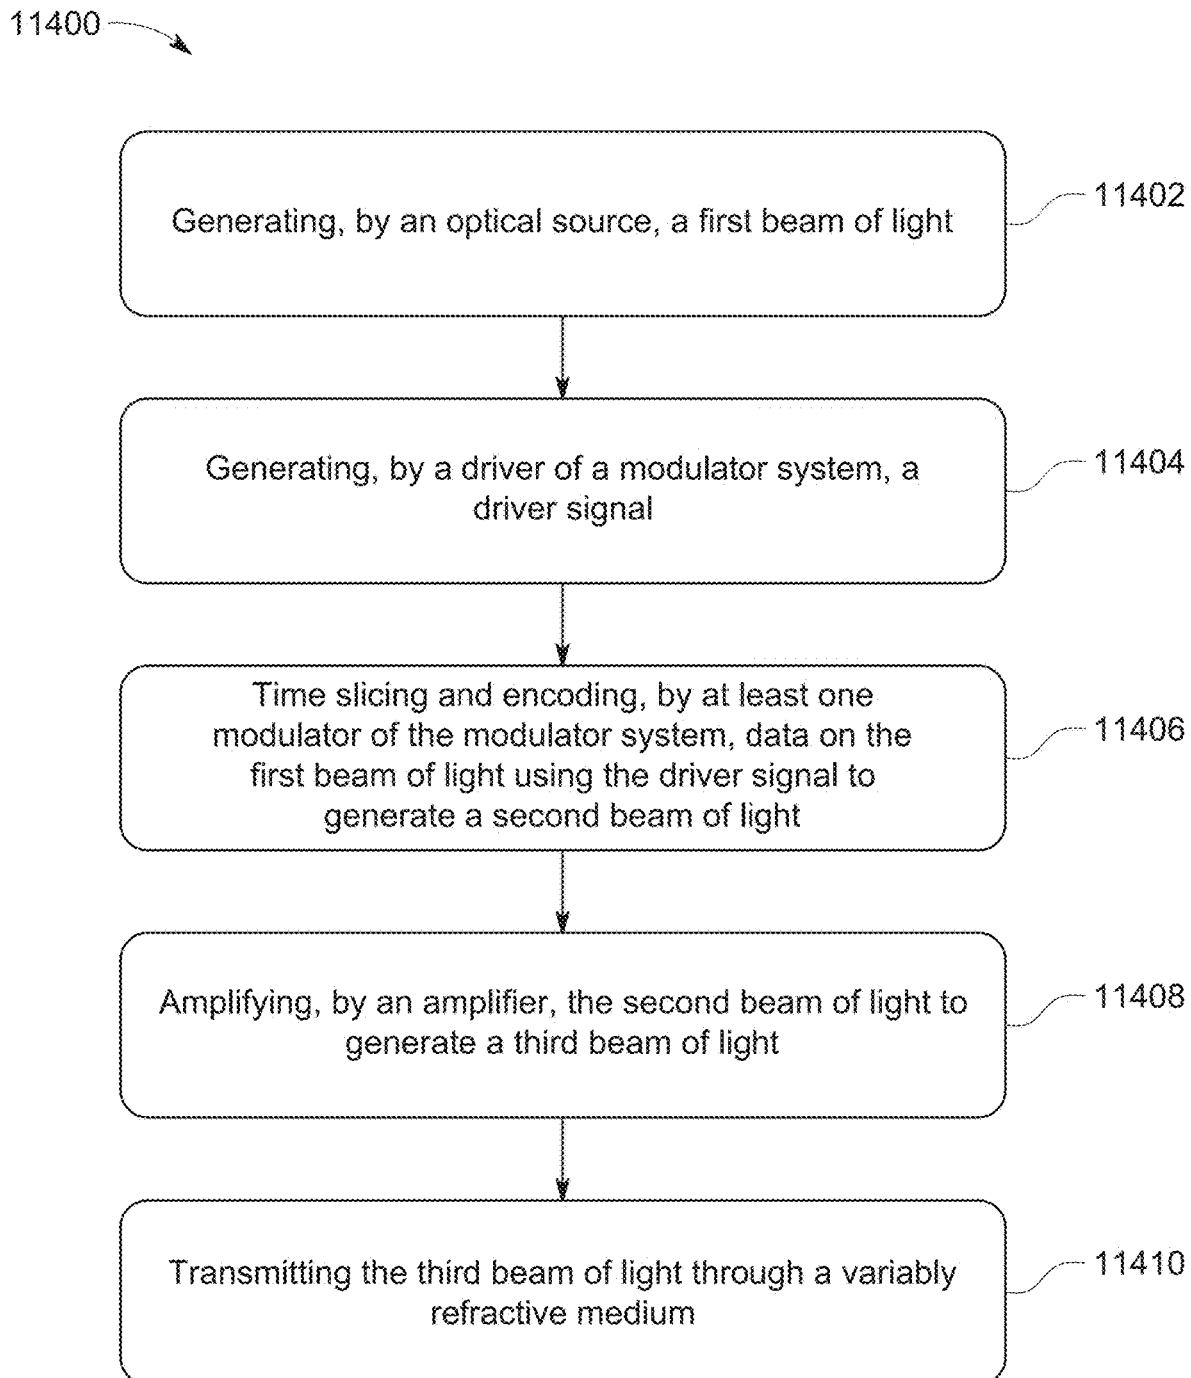 11400
Generating, by an optical source, a first beam of light
11402
Generating, by a driver of a modulator system, a
driver signal
11404
Time slicing and encoding, by at least one
modulator of the modulator system, data on the
first beam of light using the driver signal to
generate a second beam of light
11406
Amplifying, by an amplifier, the second beam of light to
generate a third beam of light
11408
Transmitting the third beam of light through a variably
refractive medium
11410